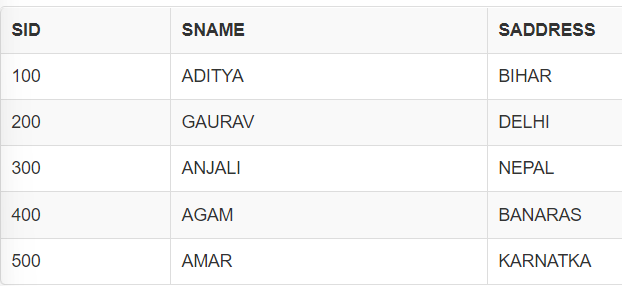 SID SNAME SADDRESS
100 ADITYA BIHAR
200 GAURAV DELHI
300 ANJALI NEPAL
400 AGAM BANARAS
500 AMAR KARNATKA